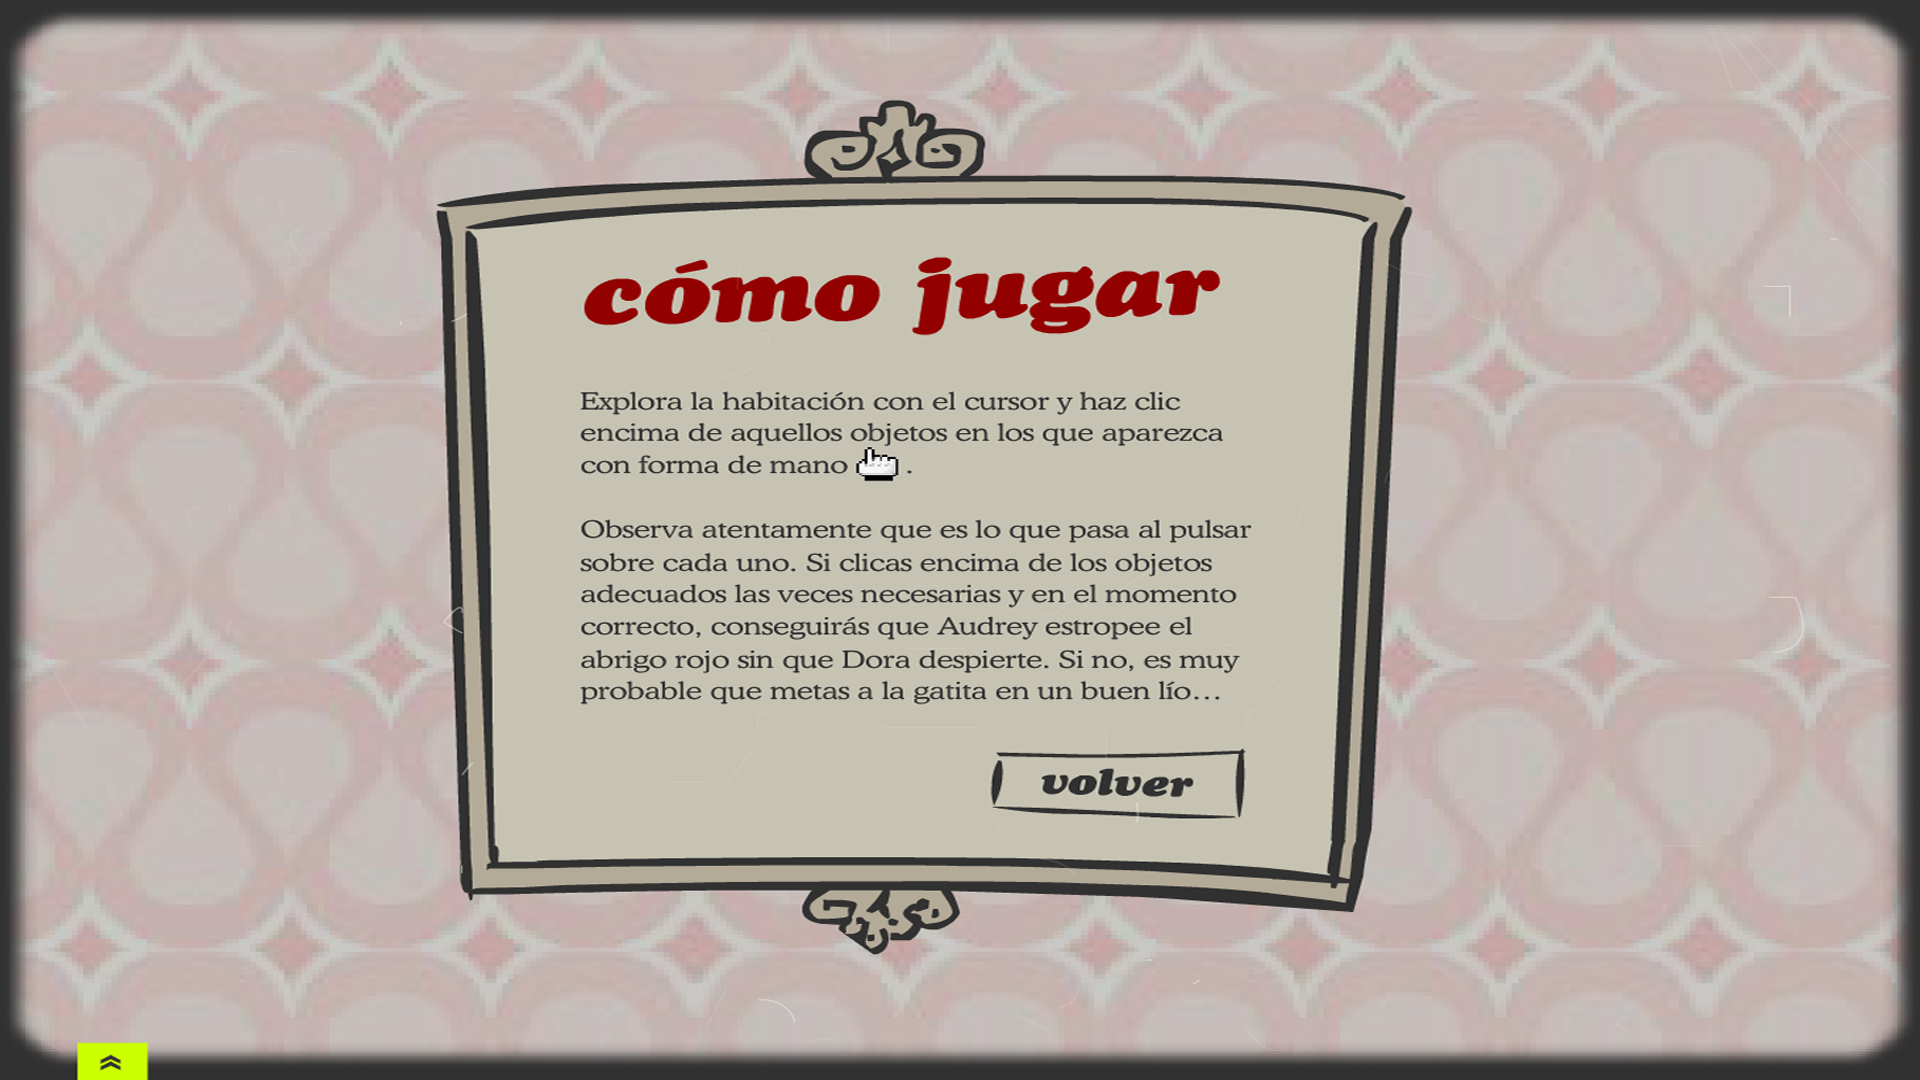 cómo jugar
Explora la habitación con el cursor y haz clic
encima de aquellos objetos en los que aparezca
con forma de mano .
Observa atentamente que es lo que pasa al pulsar
sobre cada uno. Si clicas encima de los objetos
adecuados las veces necesarias y en el momento
correcto, conseguirás que Audrey estropee el
abrigo rojo sin que Dora despierte. Si no, es muy
probable que metas a la gatita en un buen lío...
volver